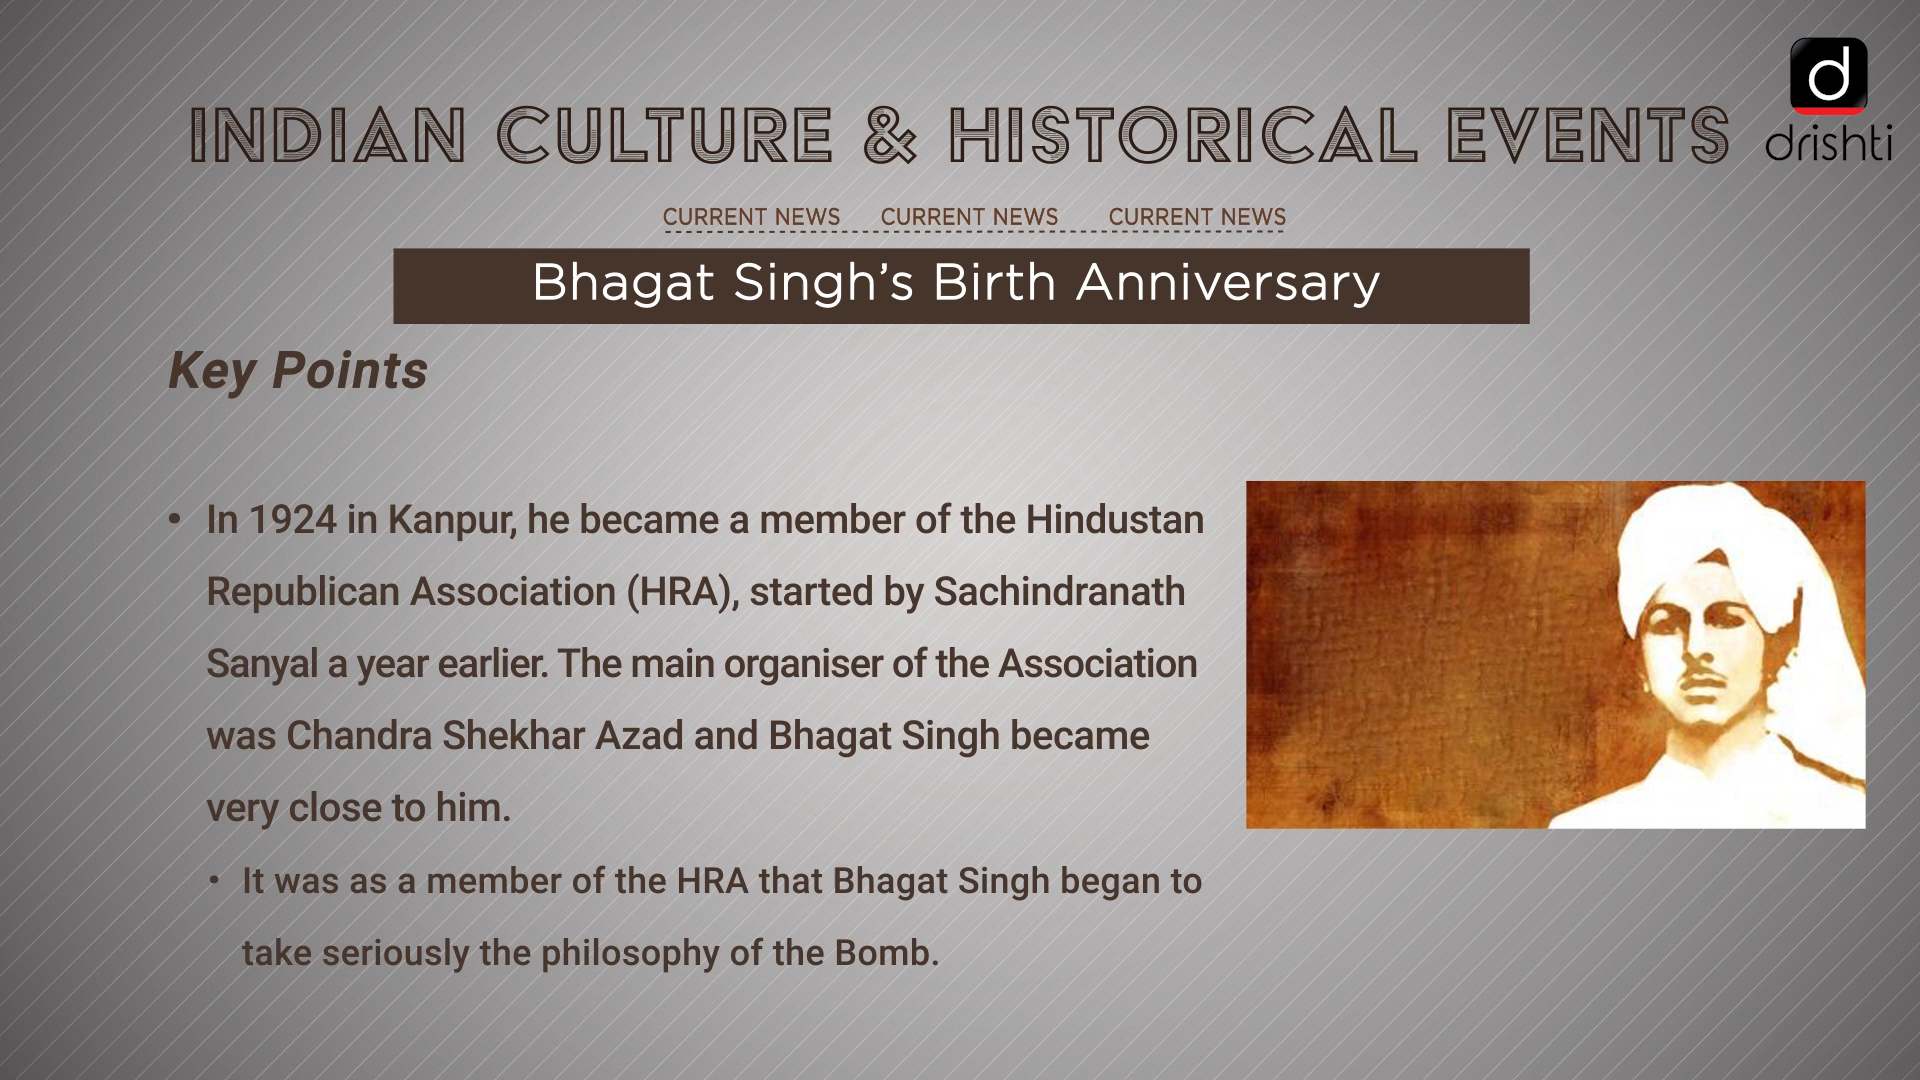 INDIAN CULTURE & HISTORICAL EVENTS
d
drishti
CURRENT NEWS CURRENT NEWS CURRENT NEWS
Bhagat Singh’s Birth Anniversary
Key Points
• In 1924 in Kanpur, he became a member of the Hindustan
Republican Association (HRA), started by Sachindranath
Sanyal a year earlier. The main organiser of the Association
was Chandra Shekhar Azad and Bhagat Singh became
very close to him.
• It was as a member of the HRA that Bhagat Singh began to
take seriously the philosophy of the Bomb.